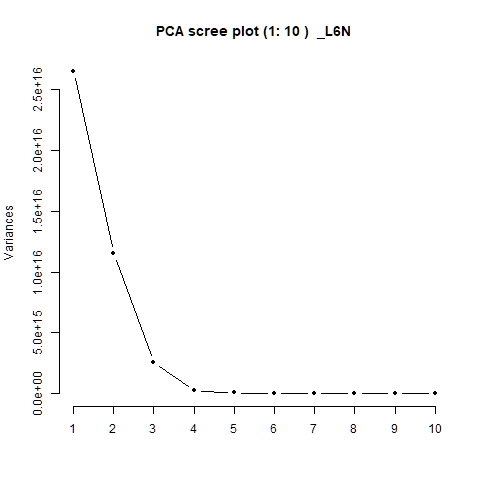 PCA scree plot (1: 10 ) _L6N
Variances
2.5e+16
2.0e+16
1.5e+16
1.0e+16
5.0e+15
0.0e+00
1 2 3 4 5 6 7 8 9 10